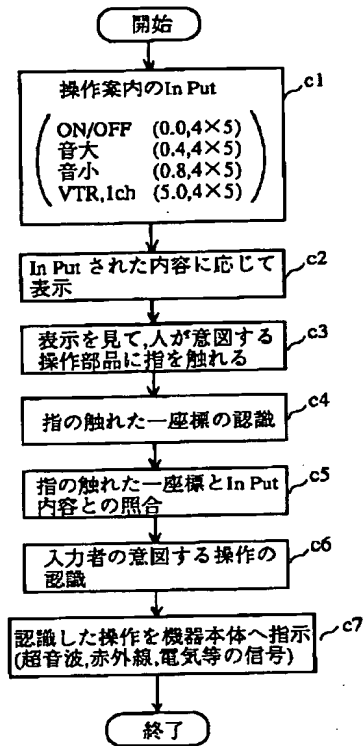 開始
c1
操作案内のIn Put
ON/OFF (0.0,4×5)
音大 (0.4,4×5)
音小 (0.8,4×5)
VTR,1ch (5.0,4×5)
c2
In Put された内容に応じて
表示
c3
表示を見て,人が意図する
操作部品に指を触れる
c4
指の触れた一座標の認識
c5
指の触れた一座標とIn Put
内容との照合
c6
入力者の意図する操作の
認識
c7
認識した操作を機器本体へ指示
(超音波,赤外線,電気等の信号)
終了